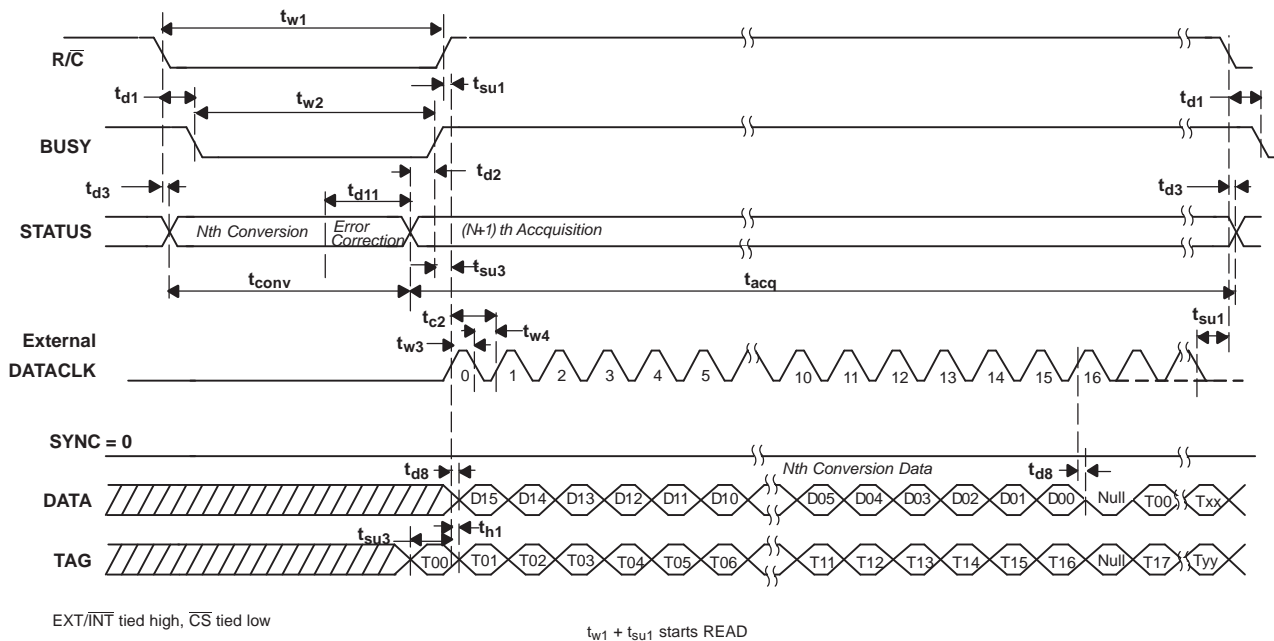 tw1
R/C
tsu1
td1
tw2
td1
BUSY
td2
td3
td11
td3
STATUS
Nth Conversion
Error
Correction
(N+1) th Accquisition
tsu3
tconv
tacq
tc2
tsu1
External
tw3
tw4
DATACLK
0 1 2 3 4 5 10 11 12 13 14 15 16
SYNC = 0
td8
Nth Conversion Data
td8
DATA
D15 D14 D13 D12 D11 D10 D05 D04 D03 D02 D01 D00 Null T00 Txx
tsu3
th1
TAG
T00 T01 T02 T03 T04 T05 T06 T11 T12 T13 T14 T15 T16 Null T17 Tyy
EXT/INT tied high, CS tied low
tw1 + tsu1 starts READ